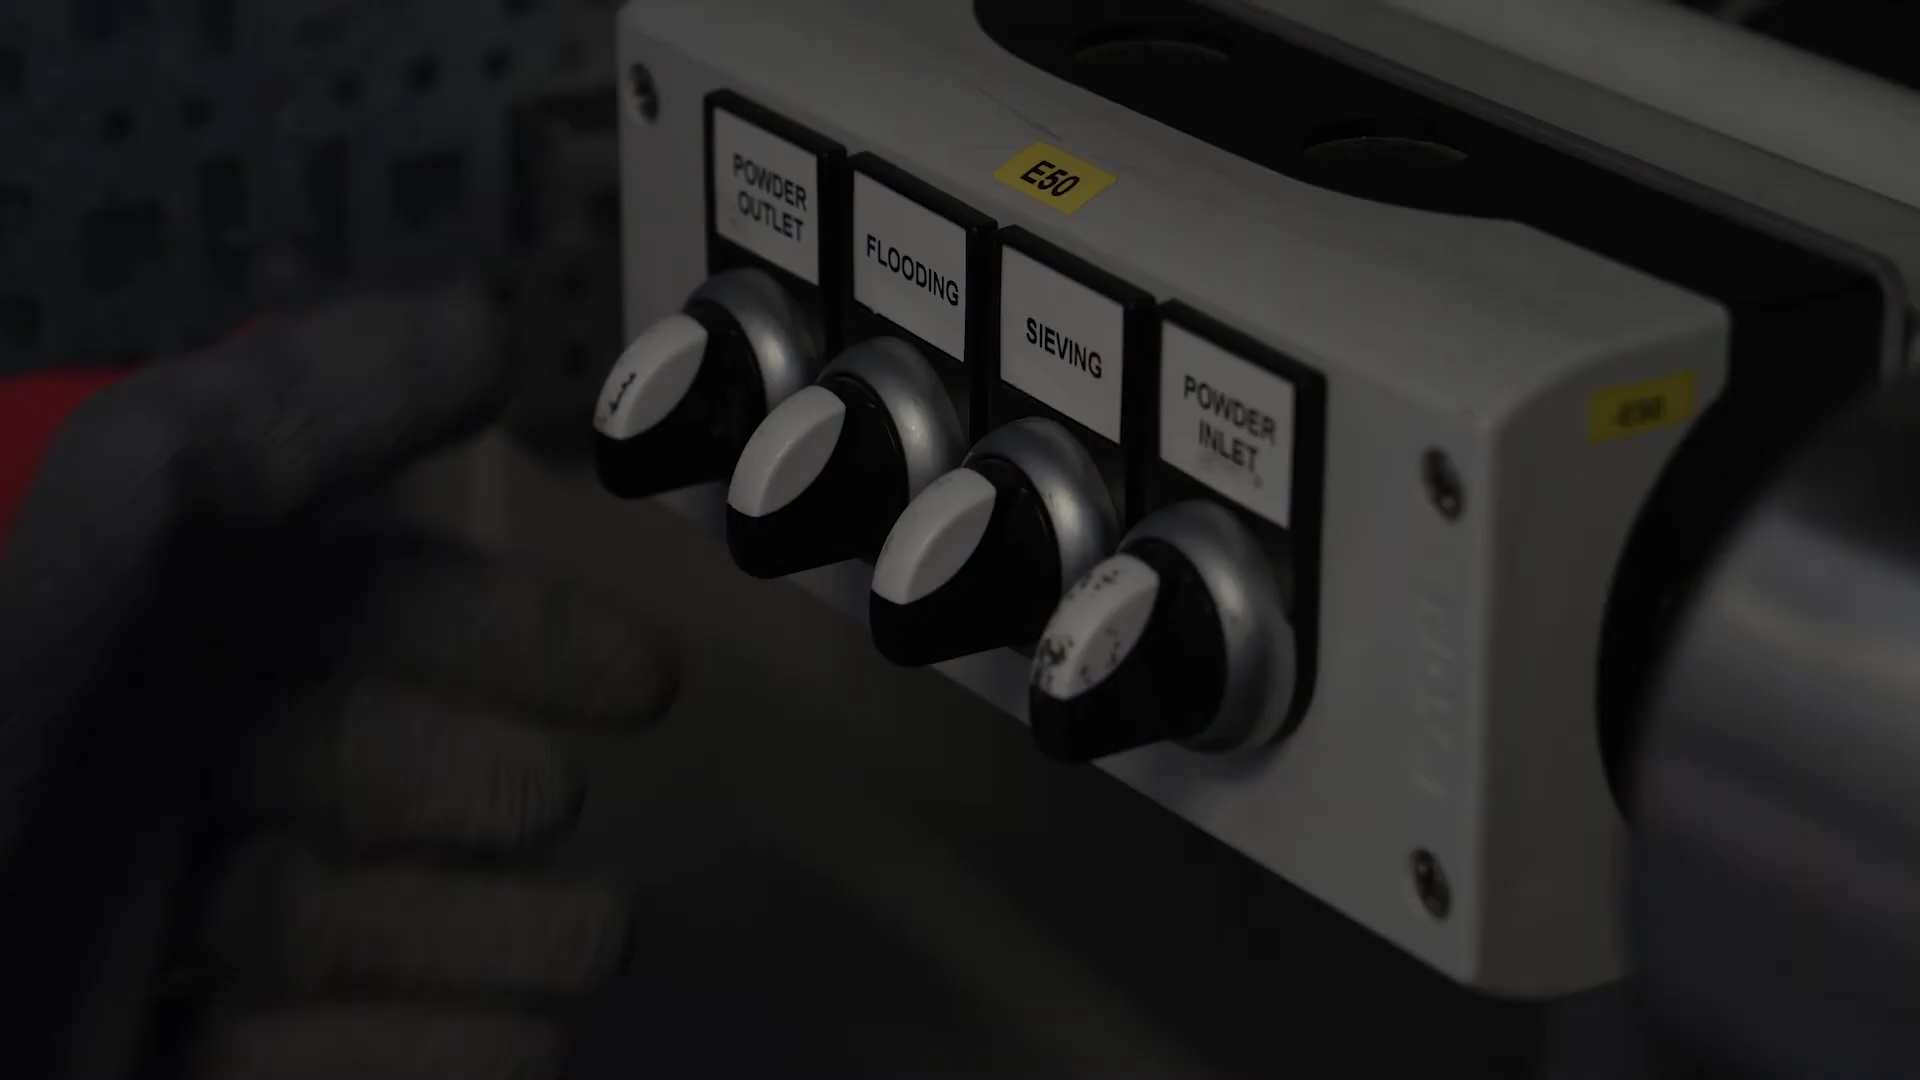 POWDER
OUTLET
FLOODING
SIEVING
POWDER
INLET
E50